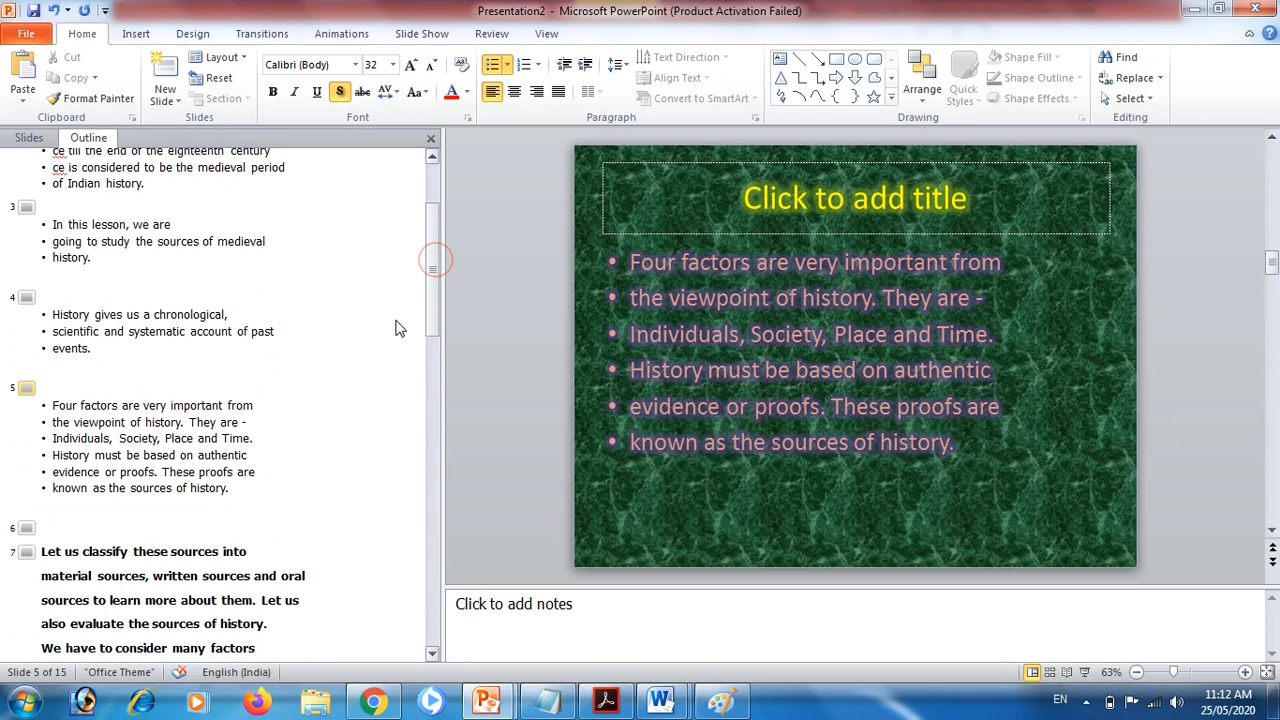 Presentation2 - Microsoft PowerPoint (Product Activation Failed)
File Home Insert Design Transitions Animations Slide Show Review View
Paste
Cut
Copy
Format Painter
Clipboard
New
Slide
Layout
Reset
Section
Slides
Calibri (Body) 32
B I U S abc AV Aa A
Font
Text Direction
Align Text
Convert to SmartArt
Paragraph
Arrange
Quick
Styles
Shape Fill
Shape Outline
Shape Effects
Drawing
Find
Replace
Select
Editing
Slides Outline
• ce till the end of the eighteenth century
• ce is considered to be the medieval period
• of Indian history.
3
• In this lesson, we are
• going to study the sources of medieval
• history.
4
• History gives us a chronological,
• scientific and systematic account of past
• events.
5
• Four factors are very important from
• the viewpoint of history. They are -
• Individuals, Society, Place and Time.
• History must be based on authentic
• evidence or proofs. These proofs are
• known as the sources of history.
6
7 Let us classify these sources into
material sources, written sources and oral
sources to learn more about them. Let us
also evaluate the sources of history.
We have to consider many factors
Click to add title
• Four factors are very important from
• the viewpoint of history. They are -
• Individuals, Society, Place and Time.
• History must be based on authentic
• evidence or proofs. These proofs are
• known as the sources of history.
Click to add notes
Slide 5 of 15 "Office Theme" English (India) 63%
EN
11:12 AM
25/05/2020